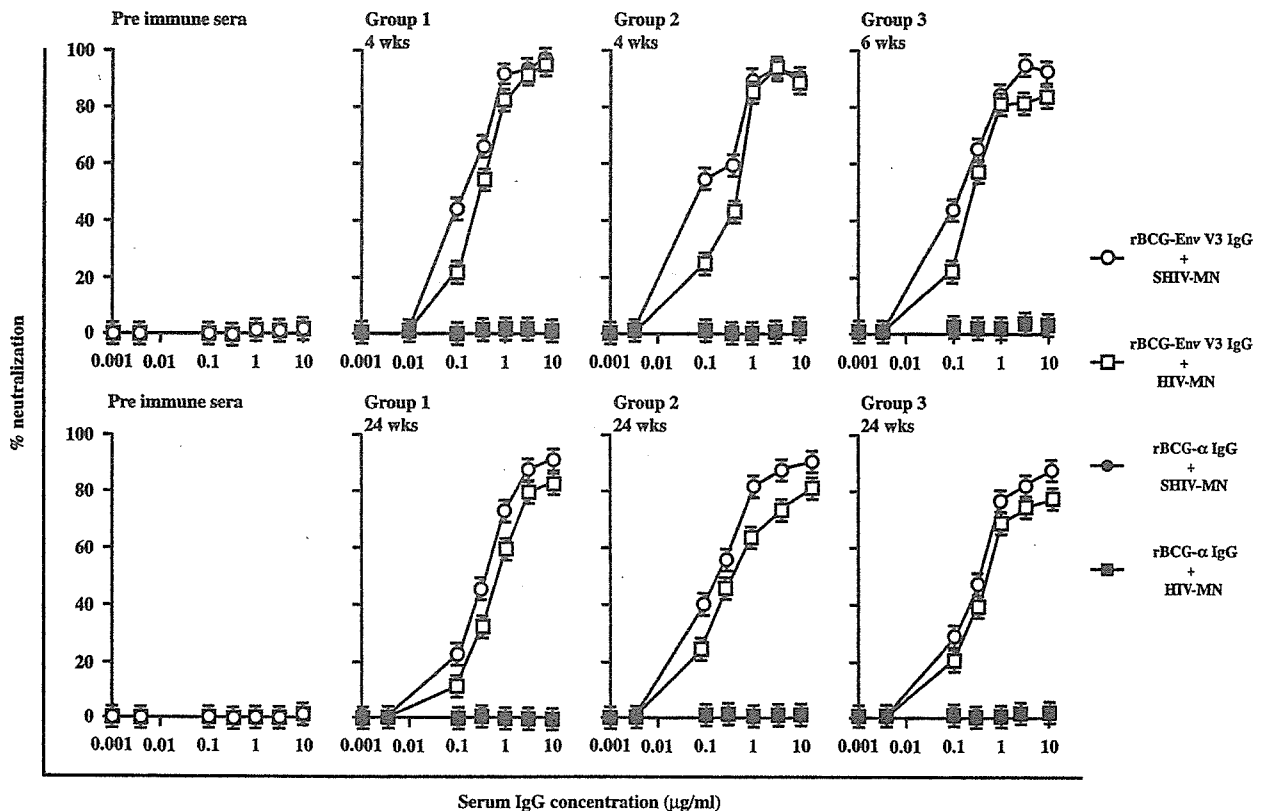 Pre immune sera
Group 1
4 wks
Group 2
4 wks
Group 3
6 wks
100
80
60
40
20
0
0.001 0.01 0.1 1 10
0.001 0.01 0.1 1 10
0.001 0.01 0.1 1 10
0.001 0.01 0.1 1 10
% neutralization
Pre immune sera
Group 1
24 wks
Group 2
24 wks
Group 3
24 wks
100
80
60
40
20
0
0.001 0.01 0.1 1 10
0.001 0.01 0.1 1 10
0.001 0.01 0.1 1 10
0.001 0.01 0.1 1 10
Serum IgG concentration (μg/ml)
rBCG-Env V3 IgG
+
SHIV-MN
rBCG-Env V3 IgG
+
HIV-MN
rBCG-α IgG
+
SHIV-MN
rBCG-α IgG
+
HIV-MN